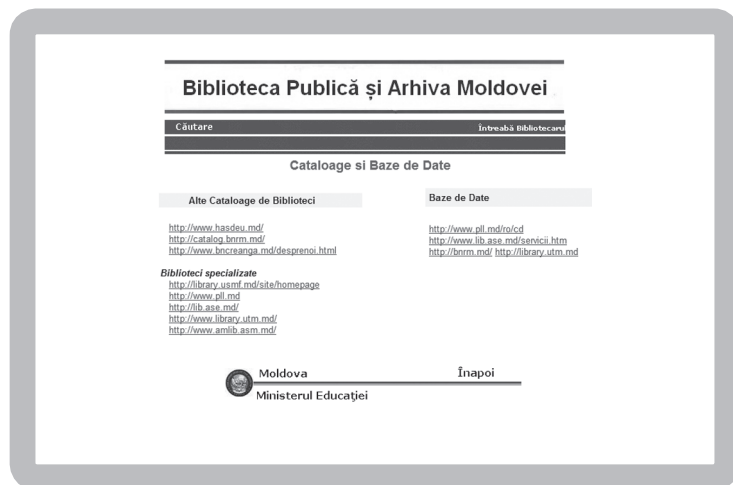 Biblioteca Publică și Arhiva Moldovei
Căutare
Întreabă Bibliotecarul
Cataloage si Baze de Date
Alte Cataloage de Biblioteci
http://www.hasdeu.md/
http://catalog.bnrm.md/
http://www.bncreanga.md/desprenoi.html
Biblioteci specializate
http://library.usmf.md/site/homepage
http://www.pll.md
http://lib.ase.md/
http://www.library.utm.md/
http://www.amlib.asm.md/
Baze de Date
http://www.pll.md/ro/cd
http://www.lib.ase.md/servicii.htm
http://bnrm.md/ http://library.utm.md
Moldova
Înapoi
Ministerul Educaţiei